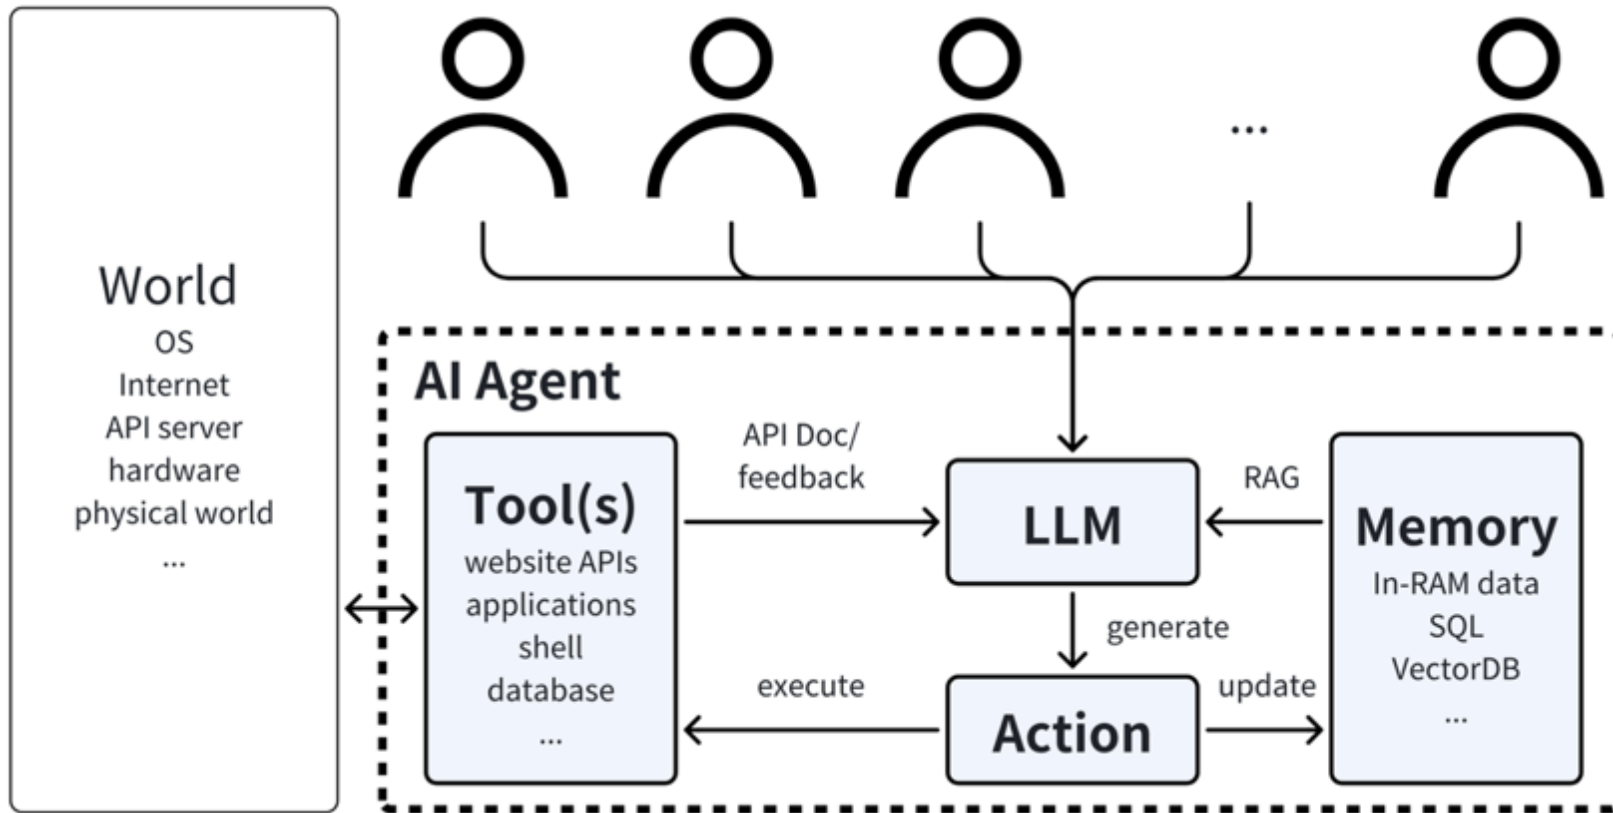 World
OS
Internet
API server
hardware
physical world
...
...
AI Agent
Tool(s)
website APIs
applications
shell
database
...
API Doc/
feedback
execute
LLM
generate
Action
RAG
update
Memory
In-RAM data
SQL
VectorDB
...